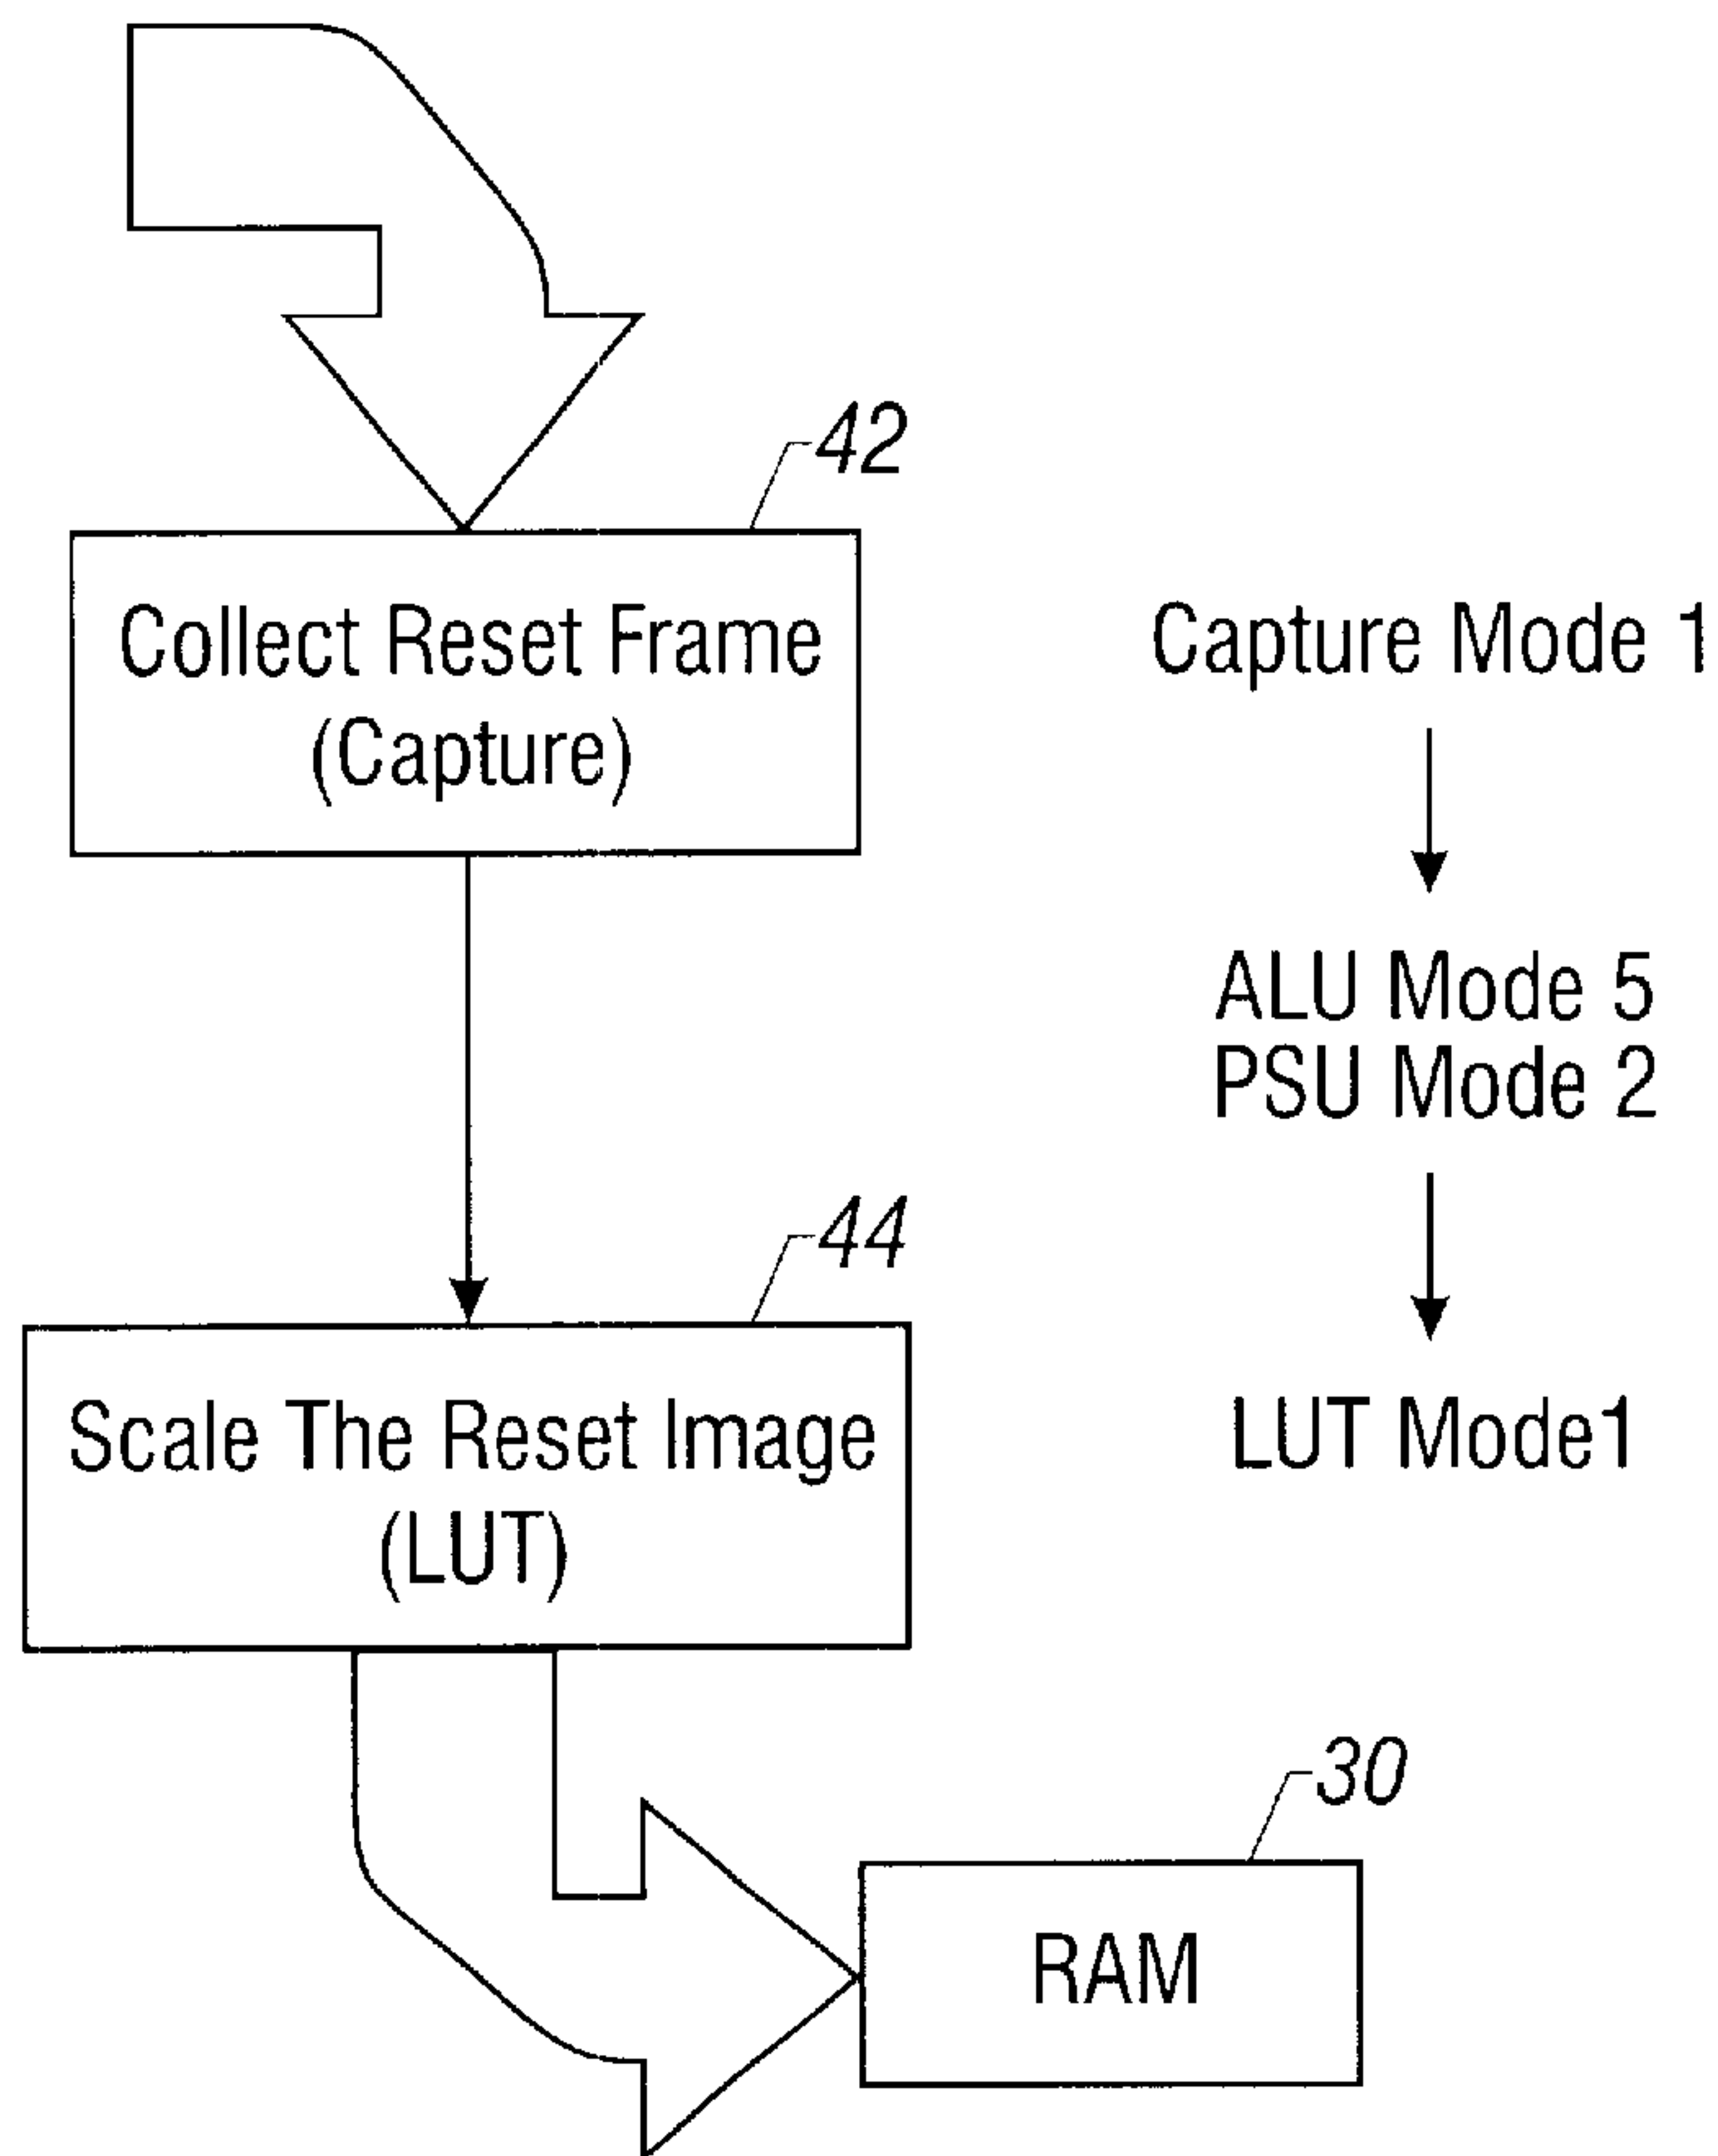 42
Collect Reset Frame
(Capture)
Capture Mode 1
ALU Mode 5
PSU Mode 2
44
Scale The Reset Image
(LUT)
LUT Mode1
30
RAM